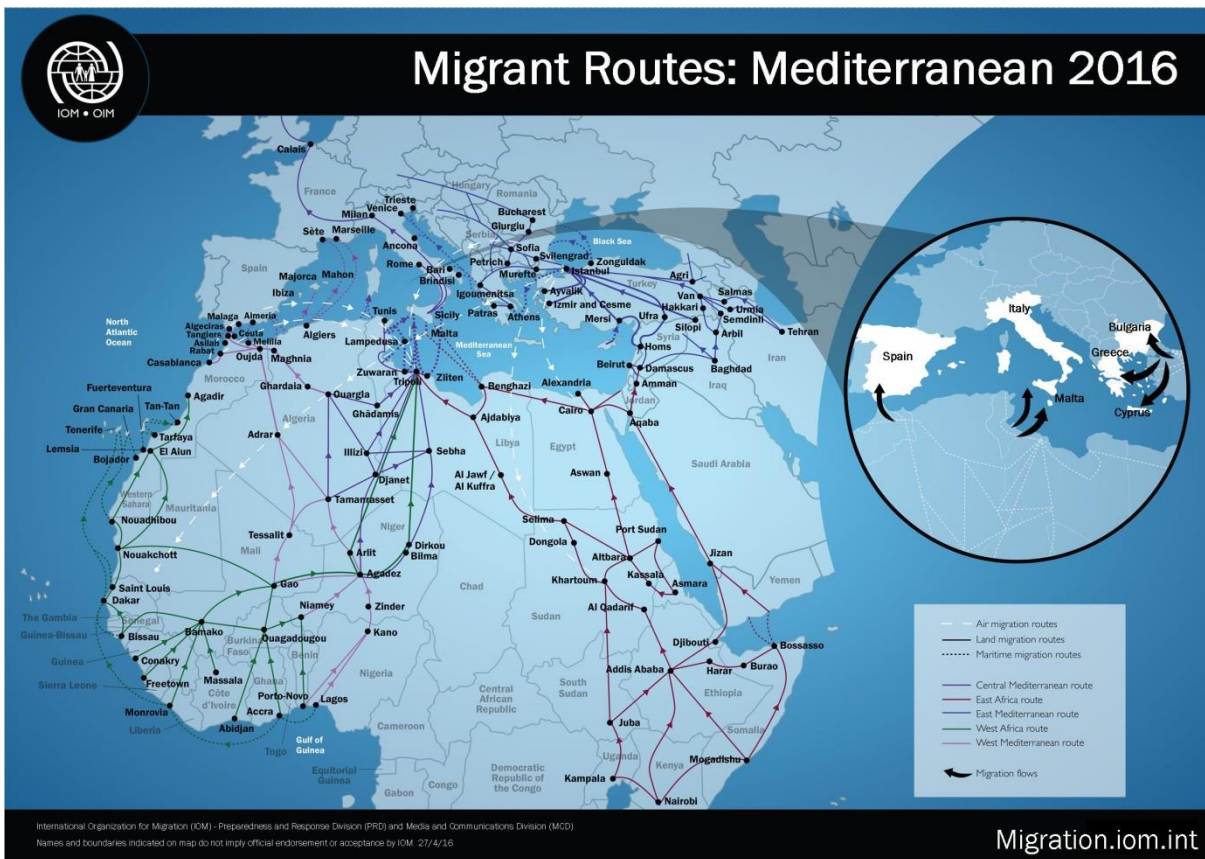 Migrant Routes: Mediterranean 2016
IOM • OIM
Calais
France
Hungary
Romania
Trieste
Venice
Milan
Bucharest
Giurgiu
Serbia
Sète
Marseille
Ancona
Sofia
Black Sea
Svilengrad
Petrich
Zonguldak
Rome
Bari
Murefte
Istanbul
Agri
Spain
Majorca
Mahon
Brindisi
Turkey
Van
Salmas
Igoumenitsa
Ayvalik
Ibiza
Izmir and Cesme
Hakkari
Urmia
Semdinli
North
Atlantic
Ocean
Malaga
Almeria
Tunis
Sicily
Patras
Athens
Mersi
Ufra
Silopi
Algeciras
Tangiers
Ceuta
Algiers
Malta
Arbil
Tehran
Asilah
Melilla
Lampedusa
Mediterranean
Sea
Syria
Rabat
Homs
Iran
Casablanca
Oujda
Maghnia
Beirut
Damascus
Baghdad
Zuwaran
Zliten
Morocco
Tripoli
Benghazi
Alexandria
Amman
Iraq
Fuerteventura
Ghardaia
Ouargla
Jordan
Gran Canaria
Agadir
Ghădamis
Cairo
Tan-Tan
Algeria
Ajdabiya
Aqaba
Tenerife
Tarfaya
Adrar
Libya
Egypt
Lemsia
El Aiun
Illizi
Sebha
Bojador
Saudi Arabia
Djanet
Al Jawf /
Al Kuffra
Aswan
Western
Sahara
Mauritania
Tamanrasset
Nouadhibou
Niger
Selima
Port Sudan
Tessalit
Dongola
Mali
Dirkou
Bilma
Nouakchott
Arlit
Altbara
Jizan
Agadez
Khartoum
Kassala
Yemen
Saint Louis
Gao
Asmara
Chad
Dakar
Niamey
Zinder
Al Qadarif
The Gambia
Senegal
Sudan
Guinea-Bissau
Bissau
Bamako
Burkina
Faso
Ouagadougou
Kano
Djibouti
Bossasso
Benin
Guinea
Conakry
Addis Ababa
Harar
Burao
Massala
Ghana
Nigeria
Sierra Leone
Freetown
Côte
d'Ivoire
Porto-Novo
Lagos
Central
African
Republic
South
Sudan
Ethiopia
Accra
Monrovia
Cameroon
Juba
Somalia
Liberia
Abidjan
Togo
Gulf of
Guinea
Mogadishu
Uganda
Equitorial
Guinea
Kenya
Democratic
Republic of
the Congo
Kampala
Gabon
Congo
Nairobi
Italy
Bulgaria
Spain
Greece
Malta
Cyprus
Air migration routes
Land migration routes
Maritime migration routes
Central Mediterranean route
East Africa route
East Mediterranean route
West Africa route
West Mediterranean route
Migration flows
International Organization for Migration (IOM) - Preparedness and Response Division (PRD) and Media and Communications Division (MCD)
Names and boundaries indicated on map do not imply official endorsement or acceptance by IOM. 27/4/16
Migration.iom.int